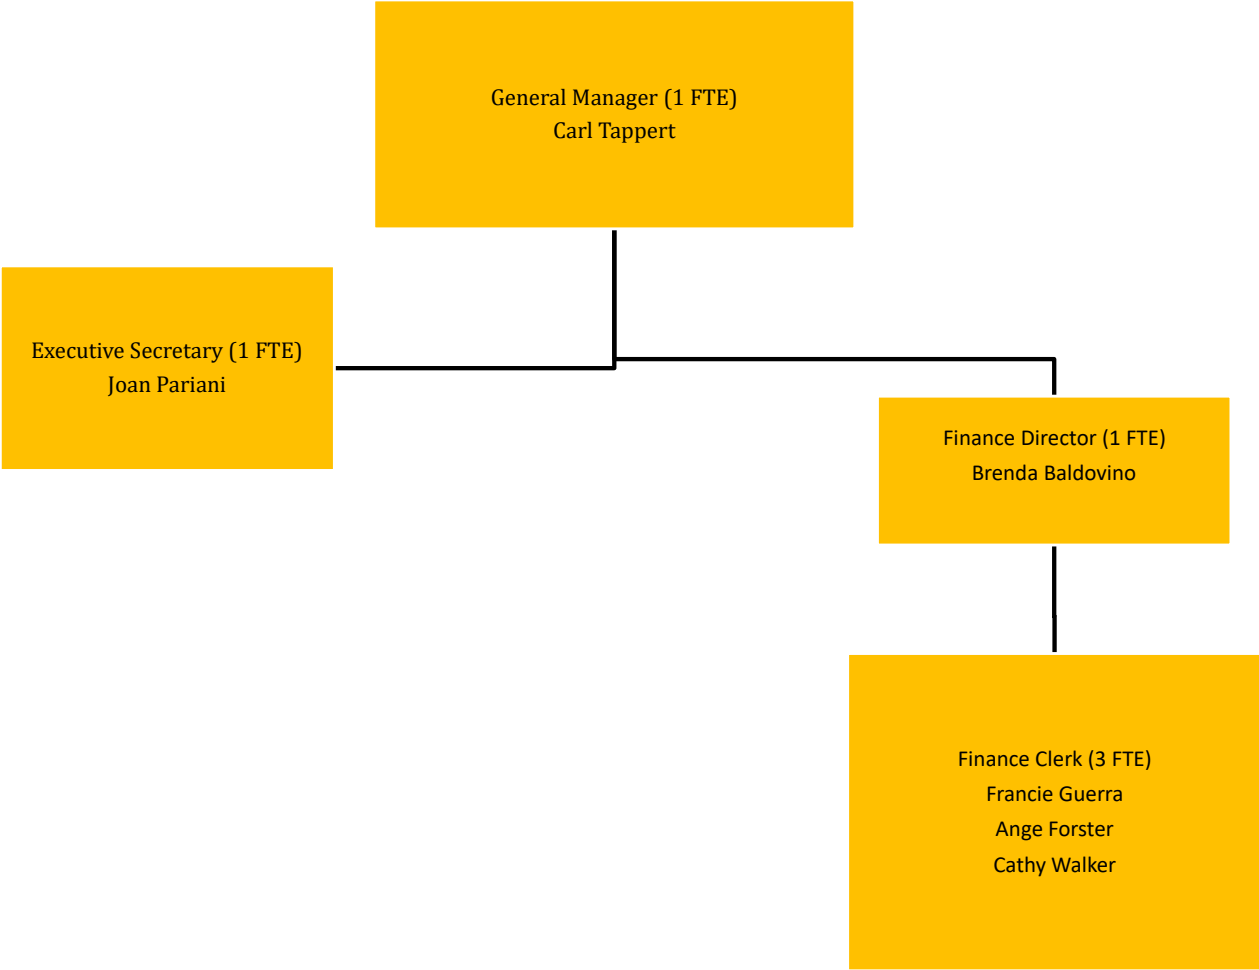 General Manager (1 FTE)
Carl Tappert
Executive Secretary (1 FTE)
Joan Pariani
Finance Director (1 FTE)
Brenda Baldovino
Finance Clerk (3 FTE)
Francie Guerra
Ange Forster
Cathy Walker